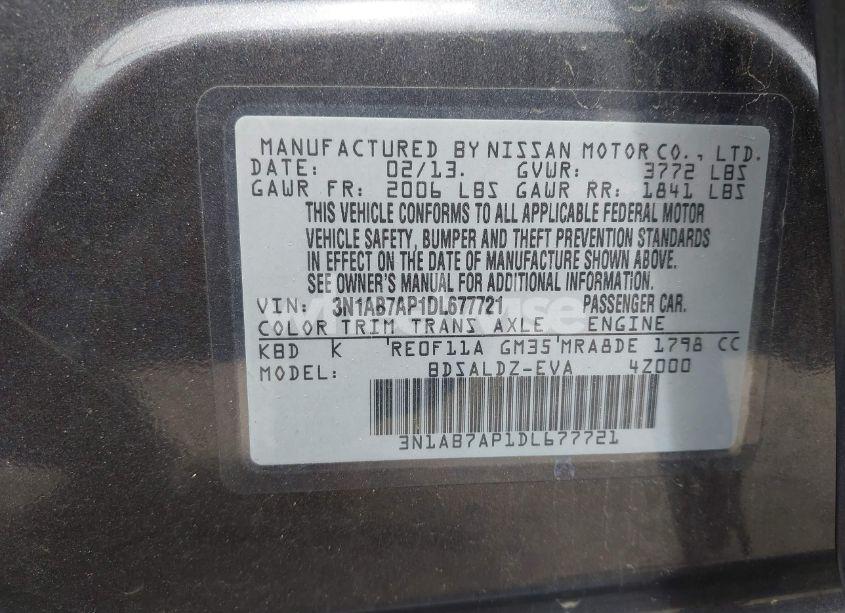 MANUFACTURED BY NISSAN MOTOR CO., LTD.
DATE: 02/13. GVWR: 3772 LBS
GAWR FR: 2006 LBS GAWR RR: 1841 LBS
THIS VEHICLE CONFORMS TO ALL APPLICABLE FEDERAL MOTOR
VEHICLE SAFETY, BUMPER AND THEFT PREVENTION STANDARDS
IN EFFECT ON THE DATE OF MANUFACTURE SHOWN ABOVE.
SEE OWNER'S MANUAL FOR ADDITIONAL INFORMATION.
VIN: 3N1AB7AP1DL677721 PASSENGER CAR.
COLOR TRIM TRANS AXLE ENGINE
KBD K RE0F11A GM35 MRA8DE 1798 CC
MODEL: BDSALDZ-EVA 4Z000
3N1AB7AP1DL677721